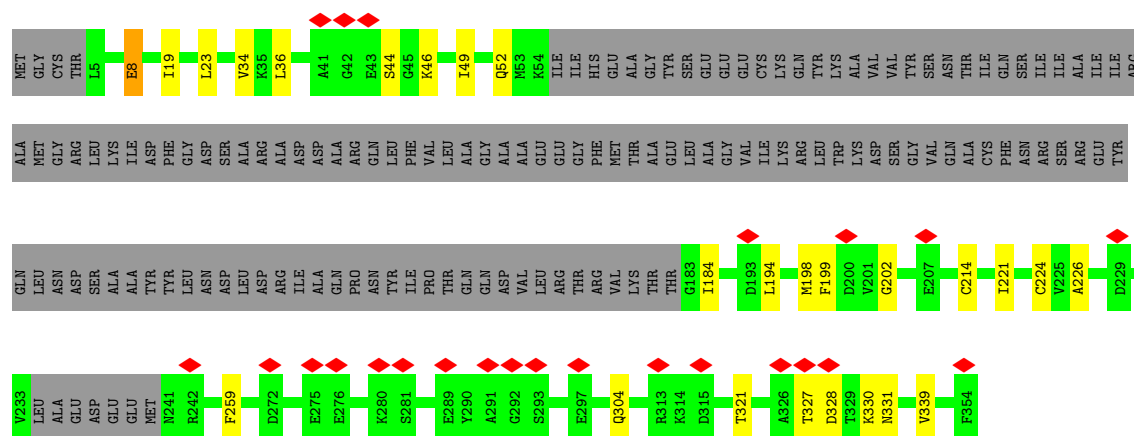 MET GLY CYS THR L5 E8 I19 L23 V34 K35 L36 A41 G42 E43 S44 G45 K46 I49 Q52 M53 K54 ILE ILE HIS GLU ALA GLY TYR SER GLU GLU GLU CYS LYS GLN TYR LYS ALA VAL VAL TYR SER ASN THR ILE GLN SER ILE ILE ALA ILE ILE ARG
ALA MET GLY ARG LEU LYS ILE ASP PHE GLY ASP SER ALA ARG ALA ASP ASP ALA ARG GLN LEU PHE VAL LEU ALA GLY ALA ALA GLU GLU GLY PHE MET THR ALA GLU LEU ALA GLY VAL ILE LYS ARG LEU TRP LYS ASP SER GLY VAL GLN ALA CYS PHE ASN ARG SER ARG GLU TYR
GLN LEU ASN ASP SER ALA ALA TYR TYR LEU ASN ASP LEU ASP ARG ILE ALA GLN PRO ASN TYR ILE PRO THR GLN GLN ASP VAL LEU ARG THR ARG VAL LYS THR THR G183 I184 D193 L194 M198 F199 D200 V201 G202 E207 C214 I221 C224 V225 A226 D229
V233 LEU ALA GLU ASP GLU GLU MET N241 R242 F259 D272 E275 E276 K280 S281 E289 Y290 A291 G292 S293 E297 Q304 R313 K314 D315 T321 A326 T327 D328 T329 K330 N331 V339 F354